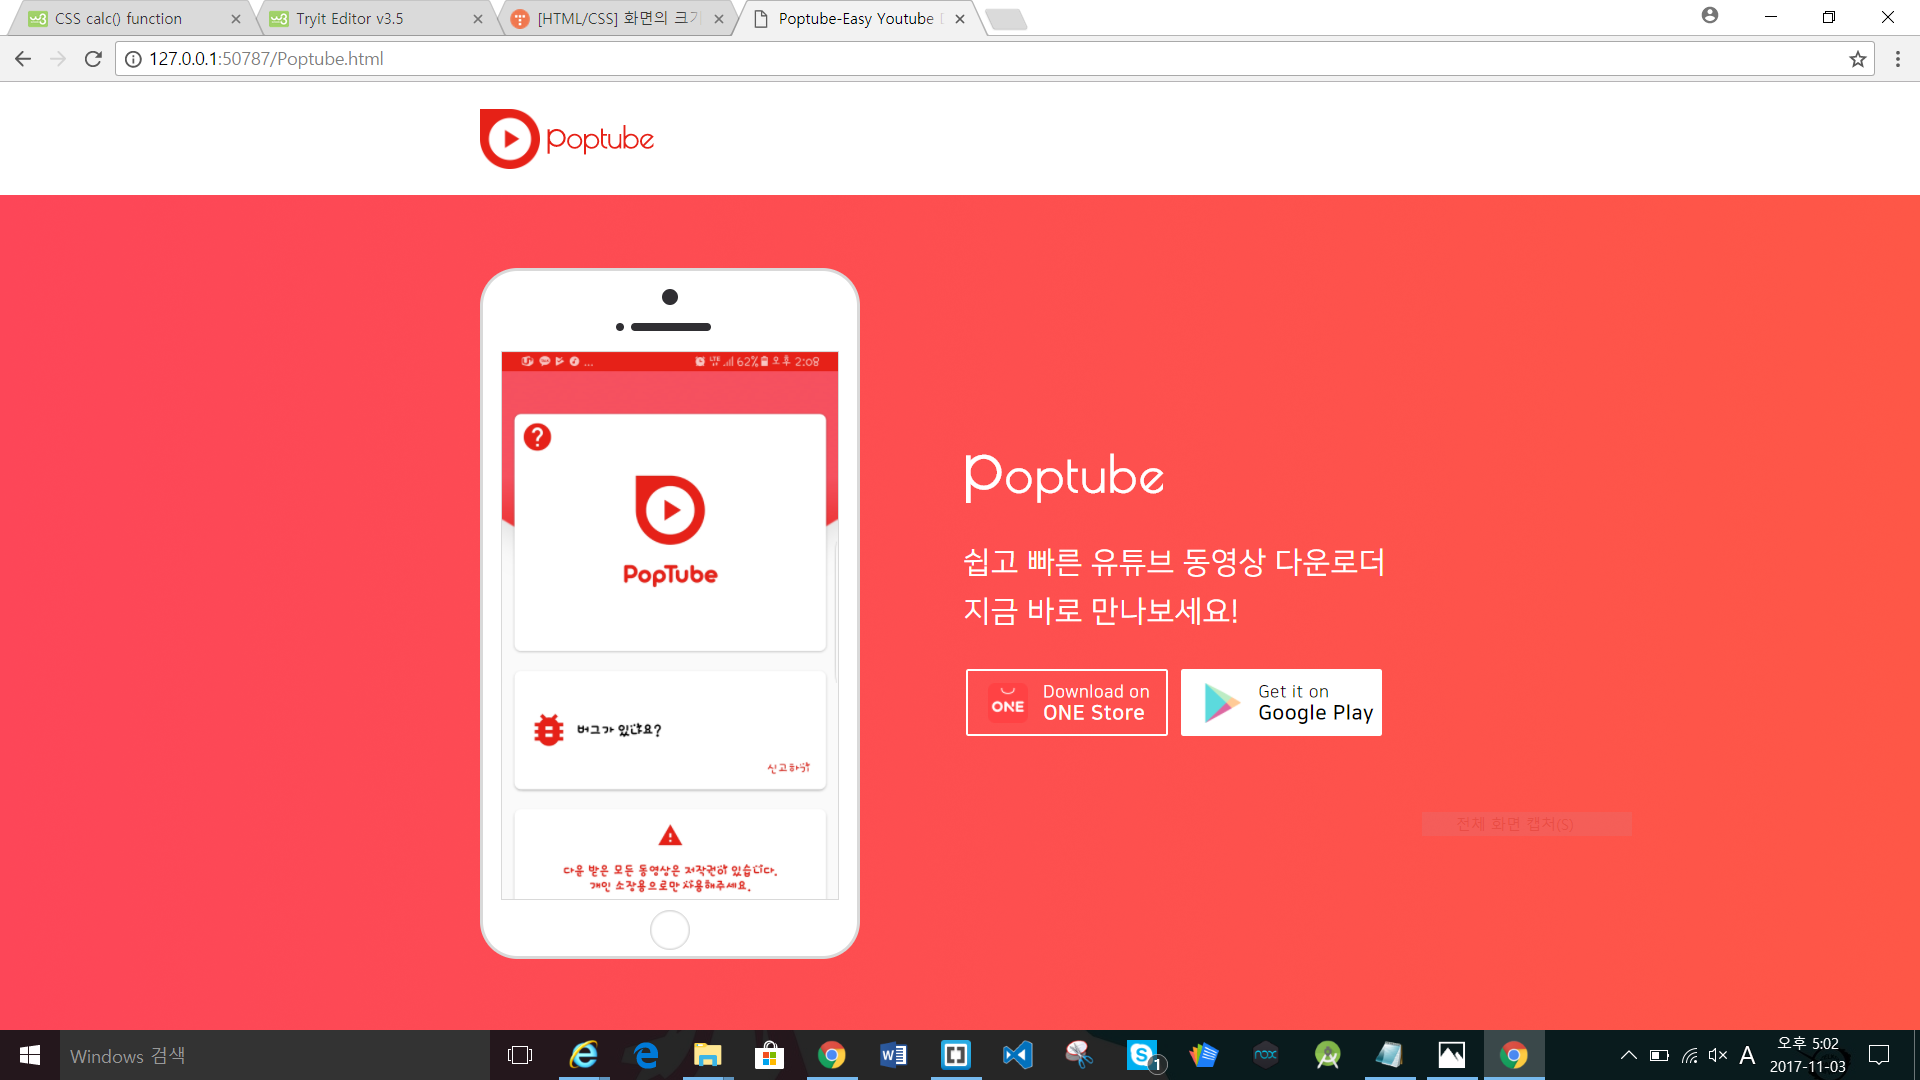 CSS calc() function
Tryit Editor v3.5
[HTML/CSS] 화면의 크기
Poptube-Easy Youtube
127.0.0.1:50787/Poptube.html
Poptube
LTE 62% 오후 2:08
?
PopTube
버그가 있나요?
신고하기
다운 받은 모든 동영상은 저작권이 있습니다.
개인 소장용으로만 사용해주세요.
Poptube
쉽고 빠른 유튜브 동영상 다운로더
지금 바로 만나보세요!
ONE
Download on
ONE Store
Get it on
Google Play
전체 화면 캡처(S)
Windows 검색
nox
1
A
오후 5:02
2017-11-03